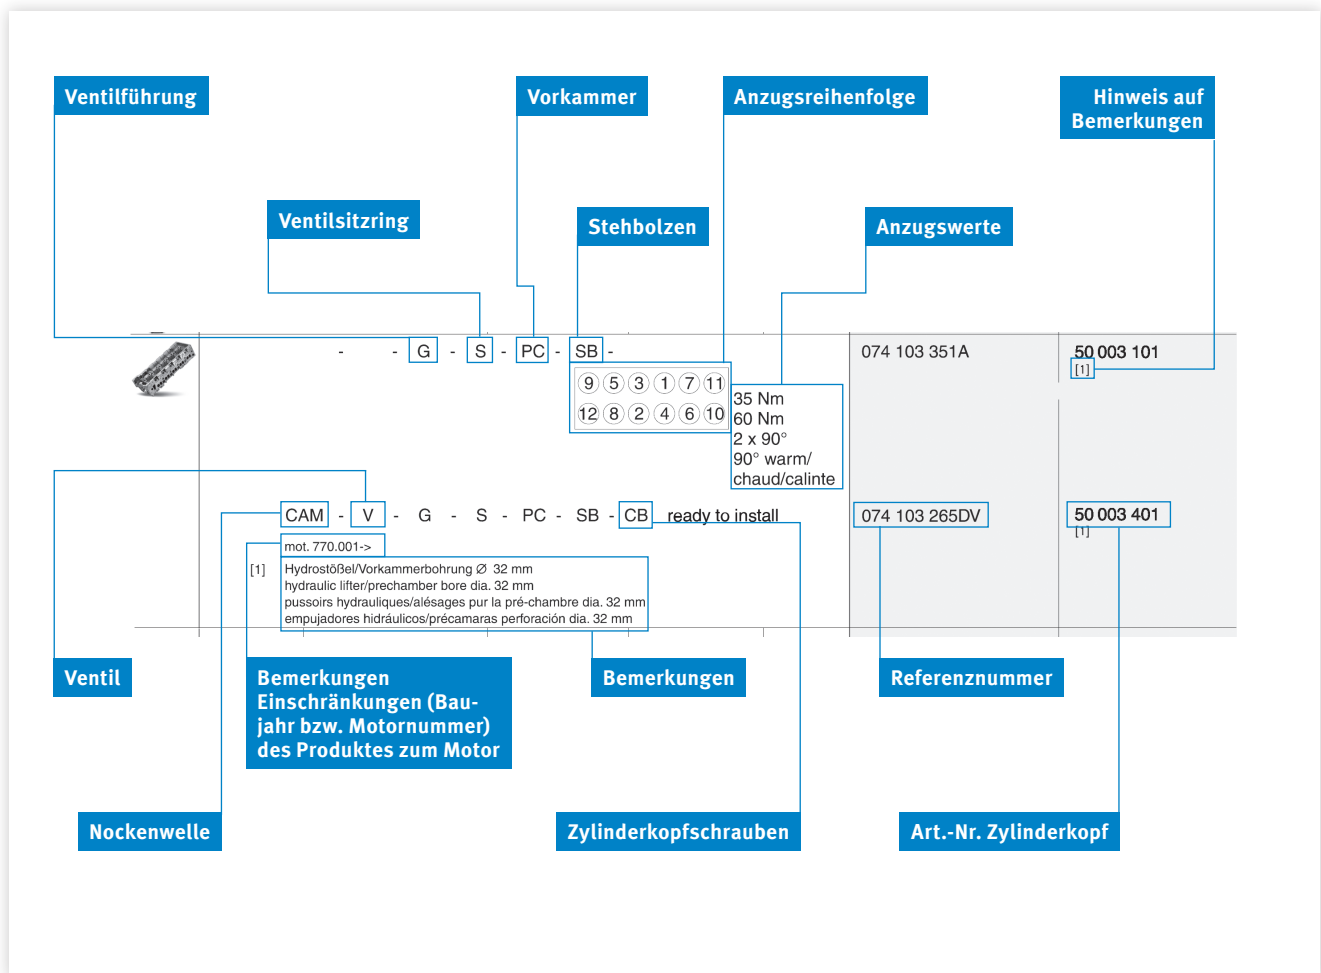 Ventilführung
Vorkammer
Anzugsreihenfolge
Hinweis auf
Bemerkungen
Ventilsitzring
Stehbolzen
Anzugswerte
- - G - S - PC - SB -
074 103 351A
50 003 101
[1]
9 5 3 1 7 11
12 8 2 4 6 10
35 Nm
60 Nm
2 x 90°
90° warm/
chaud/calinte
CAM - V - G - S - PC - SB - CB ready to install
074 103 265DV
50 003 401
[1]
mot. 770.001->
[1] Hydrostößel/Vorkammerbohrung Ø 32 mm
hydraulic lifter/prechamber bore dia. 32 mm
pussoirs hydrauliques/alésages pur la pré-chambre dia. 32 mm
empujadores hidráulicos/précamaras perforación dia. 32 mm
Ventil
Bemerkungen
Einschränkungen (Bau-
jahr bzw. Motornummer)
des Produktes zum Motor
Bemerkungen
Referenznummer
Nockenwelle
Zylinderkopfschrauben
Art.-Nr. Zylinderkopf